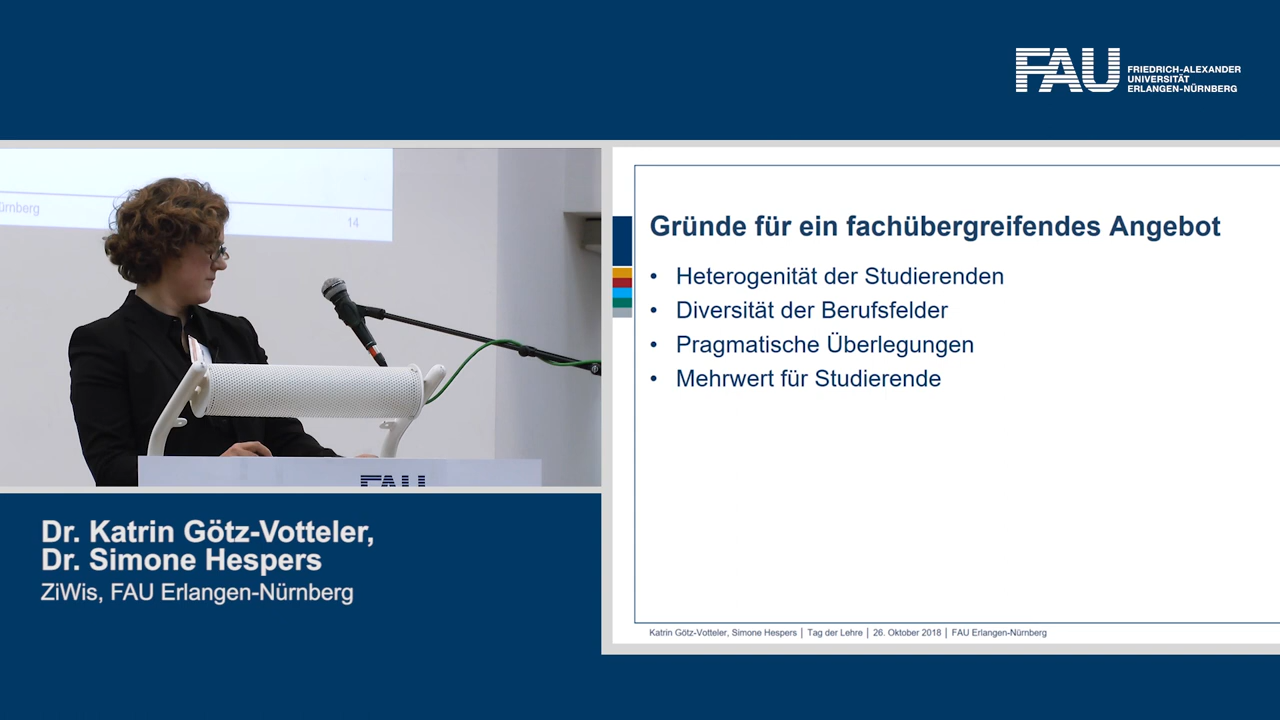 FAU FRIEDRICH-ALEXANDER
UNIVERSITÄT
ERLANGEN-NÜRNBERG
14
Gründe für ein fachübergreifendes Angebot
• Heterogenität der Studierenden
• Diversität der Berufsfelder
• Pragmatische Überlegungen
• Mehrwert für Studierende
Katrin Götz-Votteler, Simone Hespers | Tag der Lehre | 26. Oktober 2018 | FAU Erlangen-Nürnberg
FAU
Dr. Katrin Götz-Votteler,
Dr. Simone Hespers
ZiWis, FAU Erlangen-Nürnberg